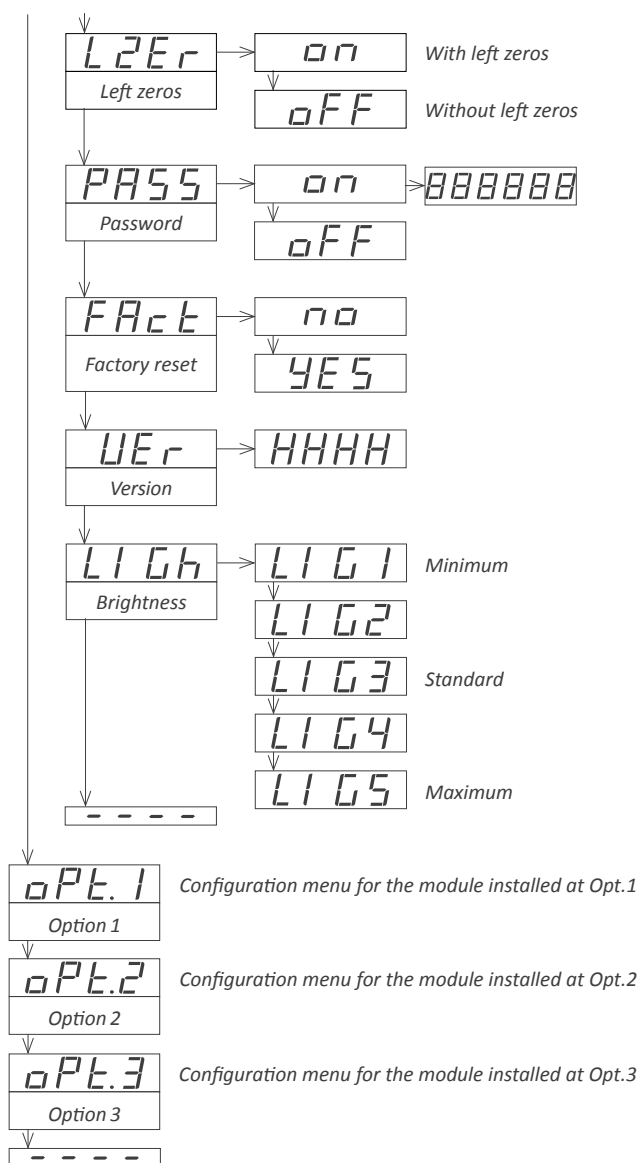 LZEr on With left zeros
Left zeros
oFF Without left zeros
PASS on 888888
Password
oFF
FAct no
Factory reset
YES
VEr HHHH
Version
LIGh LIG1 Minimum
Brightness
LIG2
LIG3 Standard
LIG4
LIG5 Maximum
- - - -
oPt.1 Configuration menu for the module installed at Opt.1
Option 1
oPt.2 Configuration menu for the module installed at Opt.2
Option 2
oPt.3 Configuration menu for the module installed at Opt.3
Option 3
- - - -